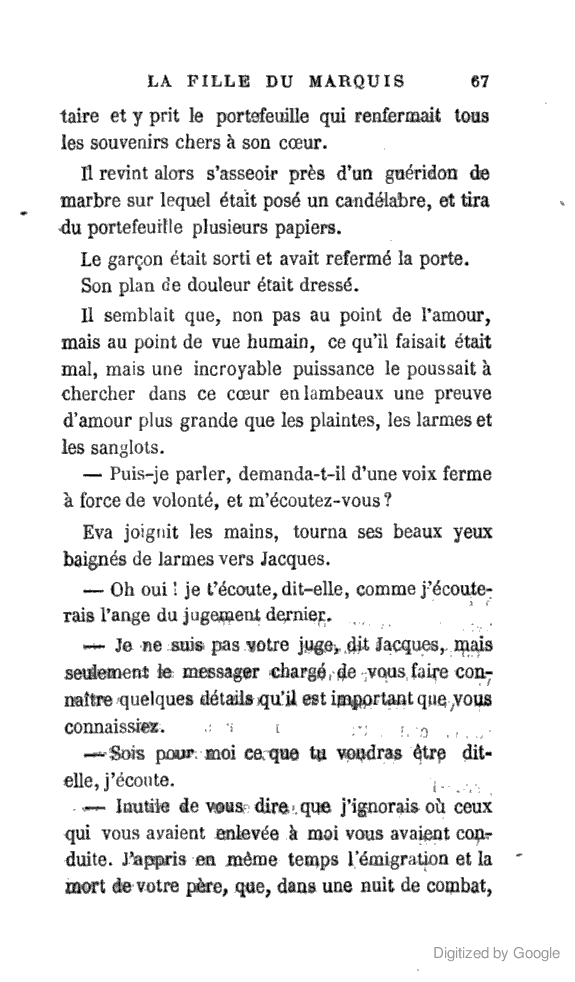 LA FILLE DU MARQUIS 67
taire et y prit le portefeuille qui renfermait tous
les souvenirs chers à son cœur.
Il revint alors s'asseoir près d'un guéridon de
marbre sur lequel était posé un candélabre, et tira
du portefeuille plusieurs papiers.
Le garçon était sorti et avait refermé la porte.
Son plan de douleur était dressé.
Il semblait que, non pas au point de l'amour,
mais au point de vue humain, ce qu'il faisait était
mal, mais une incroyable puissance le poussait à
chercher dans ce cœur en lambeaux une preuve
d'amour plus grande que les plaintes, les larmes et
les sanglots.
— Puis-je parler, demanda-t-il d'une voix ferme
à force de volonté, et m'écoutez-vous ?
Eva joignit les mains, tourna ses beaux yeux
baignés de larmes vers Jacques.
— Oh oui ! je t'écoute, dit-elle, comme j'écoute-
rais l'ange du jugement dernier.
— Je ne suis pas votre juge, dit Jacques, mais
seulement le messager chargé de vous faire con-
naître quelques détails qu'il est important que vous
connaissiez.
— Sois pour moi ce que tu voudras être dit-
elle, j'écoute.
— Inutile de vous dire que j'ignorais où ceux
qui vous avaient enlevée à moi vous avaient con-
duite. J'appris en même temps l'émigration et la
mort de votre père, que, dans une nuit de combat,
Digitized by Google